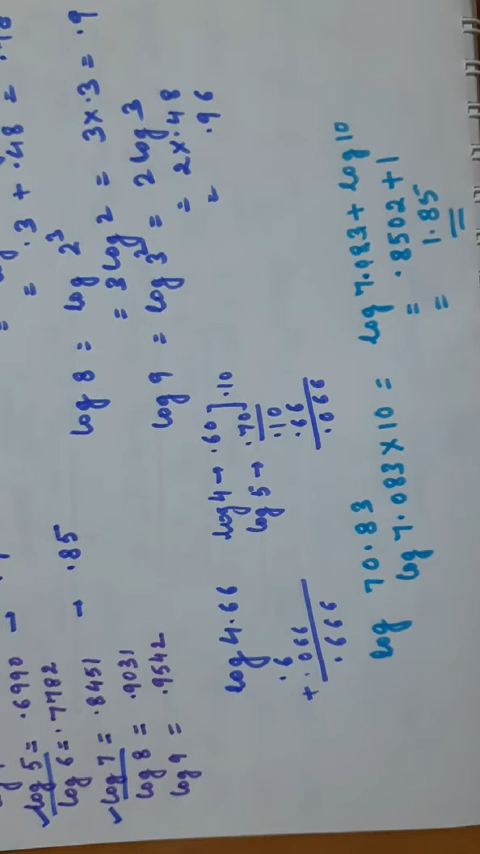 = .3 + .48 = .78
log 8 = log 2³
= 3 log 2 = 3 x .3 = .9
log 9 = log 3² = 2 log 3
= 2 x .48
= .96
log 5 = .6990 →
log 6 = .7782
log 7 = .8451 → .85
log 8 = .9031
log 9 = .9542
log 4.66
.6
+ .066
.666
log 4 → .60 ] .10
log 5 → .70
.10
.66
.066
log 70.83
log 7.083 x 10 = log 7.083 + log 10
= .8502 + 1
= 1.85